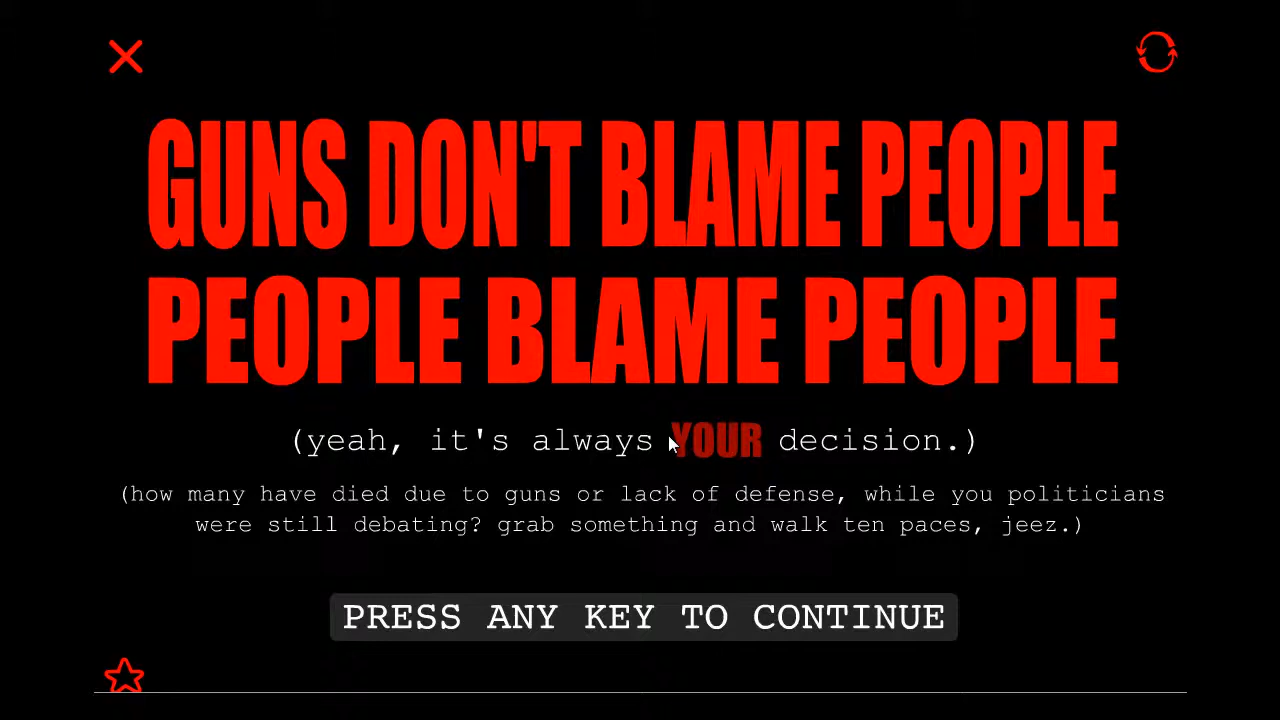 GUNS DON'T BLAME PEOPLE
PEOPLE BLAME PEOPLE
(yeah, it's always YOUR decision.)
(how many have died due to guns or lack of defense, while you politicians
were still debating? grab something and walk ten paces, jeez.)
PRESS ANY KEY TO CONTINUE